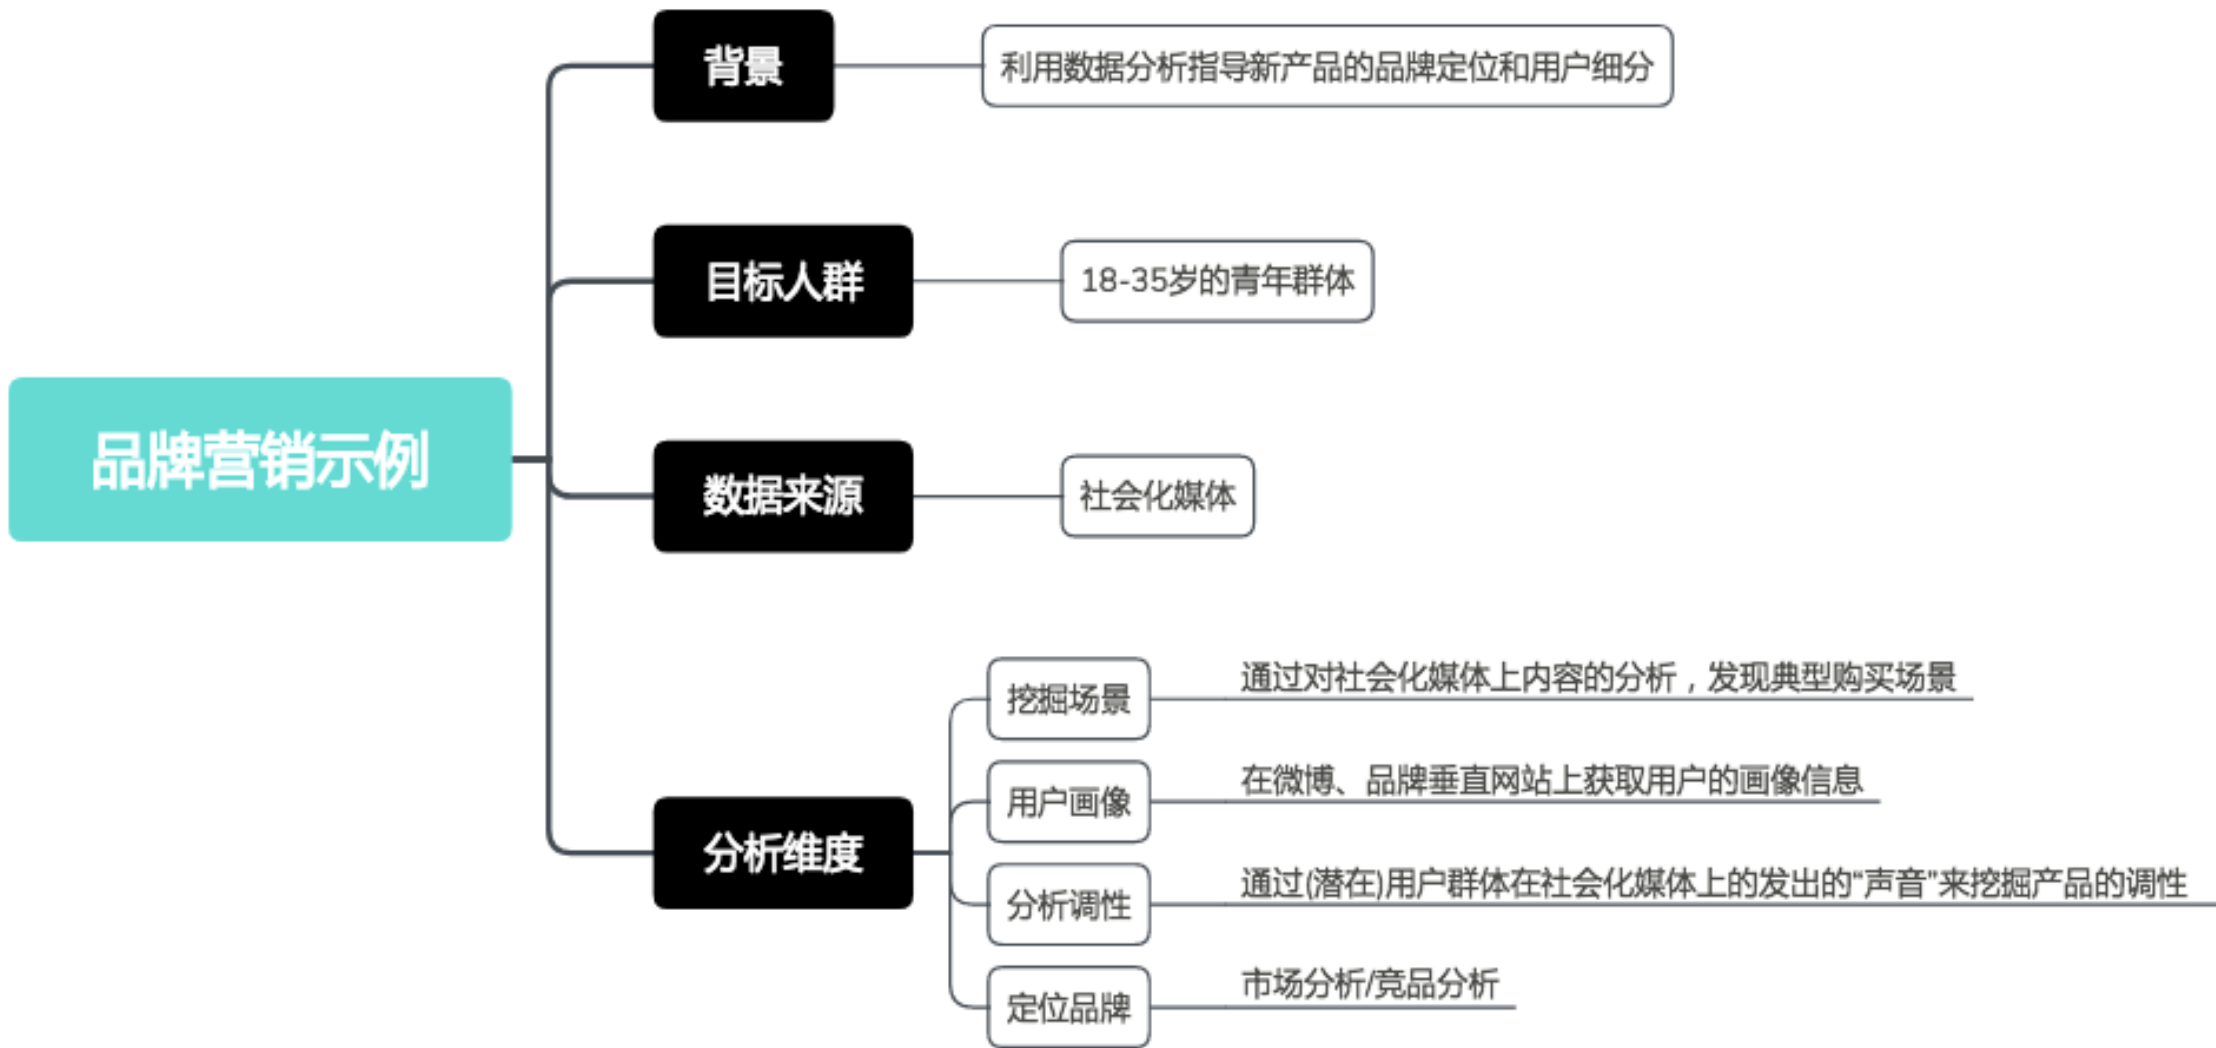 背景
利用数据分析指导新产品的品牌定位和用户细分
目标人群
18-35岁的青年群体
品牌营销示例
数据来源
社会化媒体
分析维度
挖掘场景
通过对社会化媒体上内容的分析，发现典型购买场景
用户画像
在微博、品牌垂直网站上获取用户的画像信息
分析调性
通过(潜在)用户群体在社会化媒体上的发出的“声音”来挖掘产品的调性
定位品牌
市场分析/竞品分析